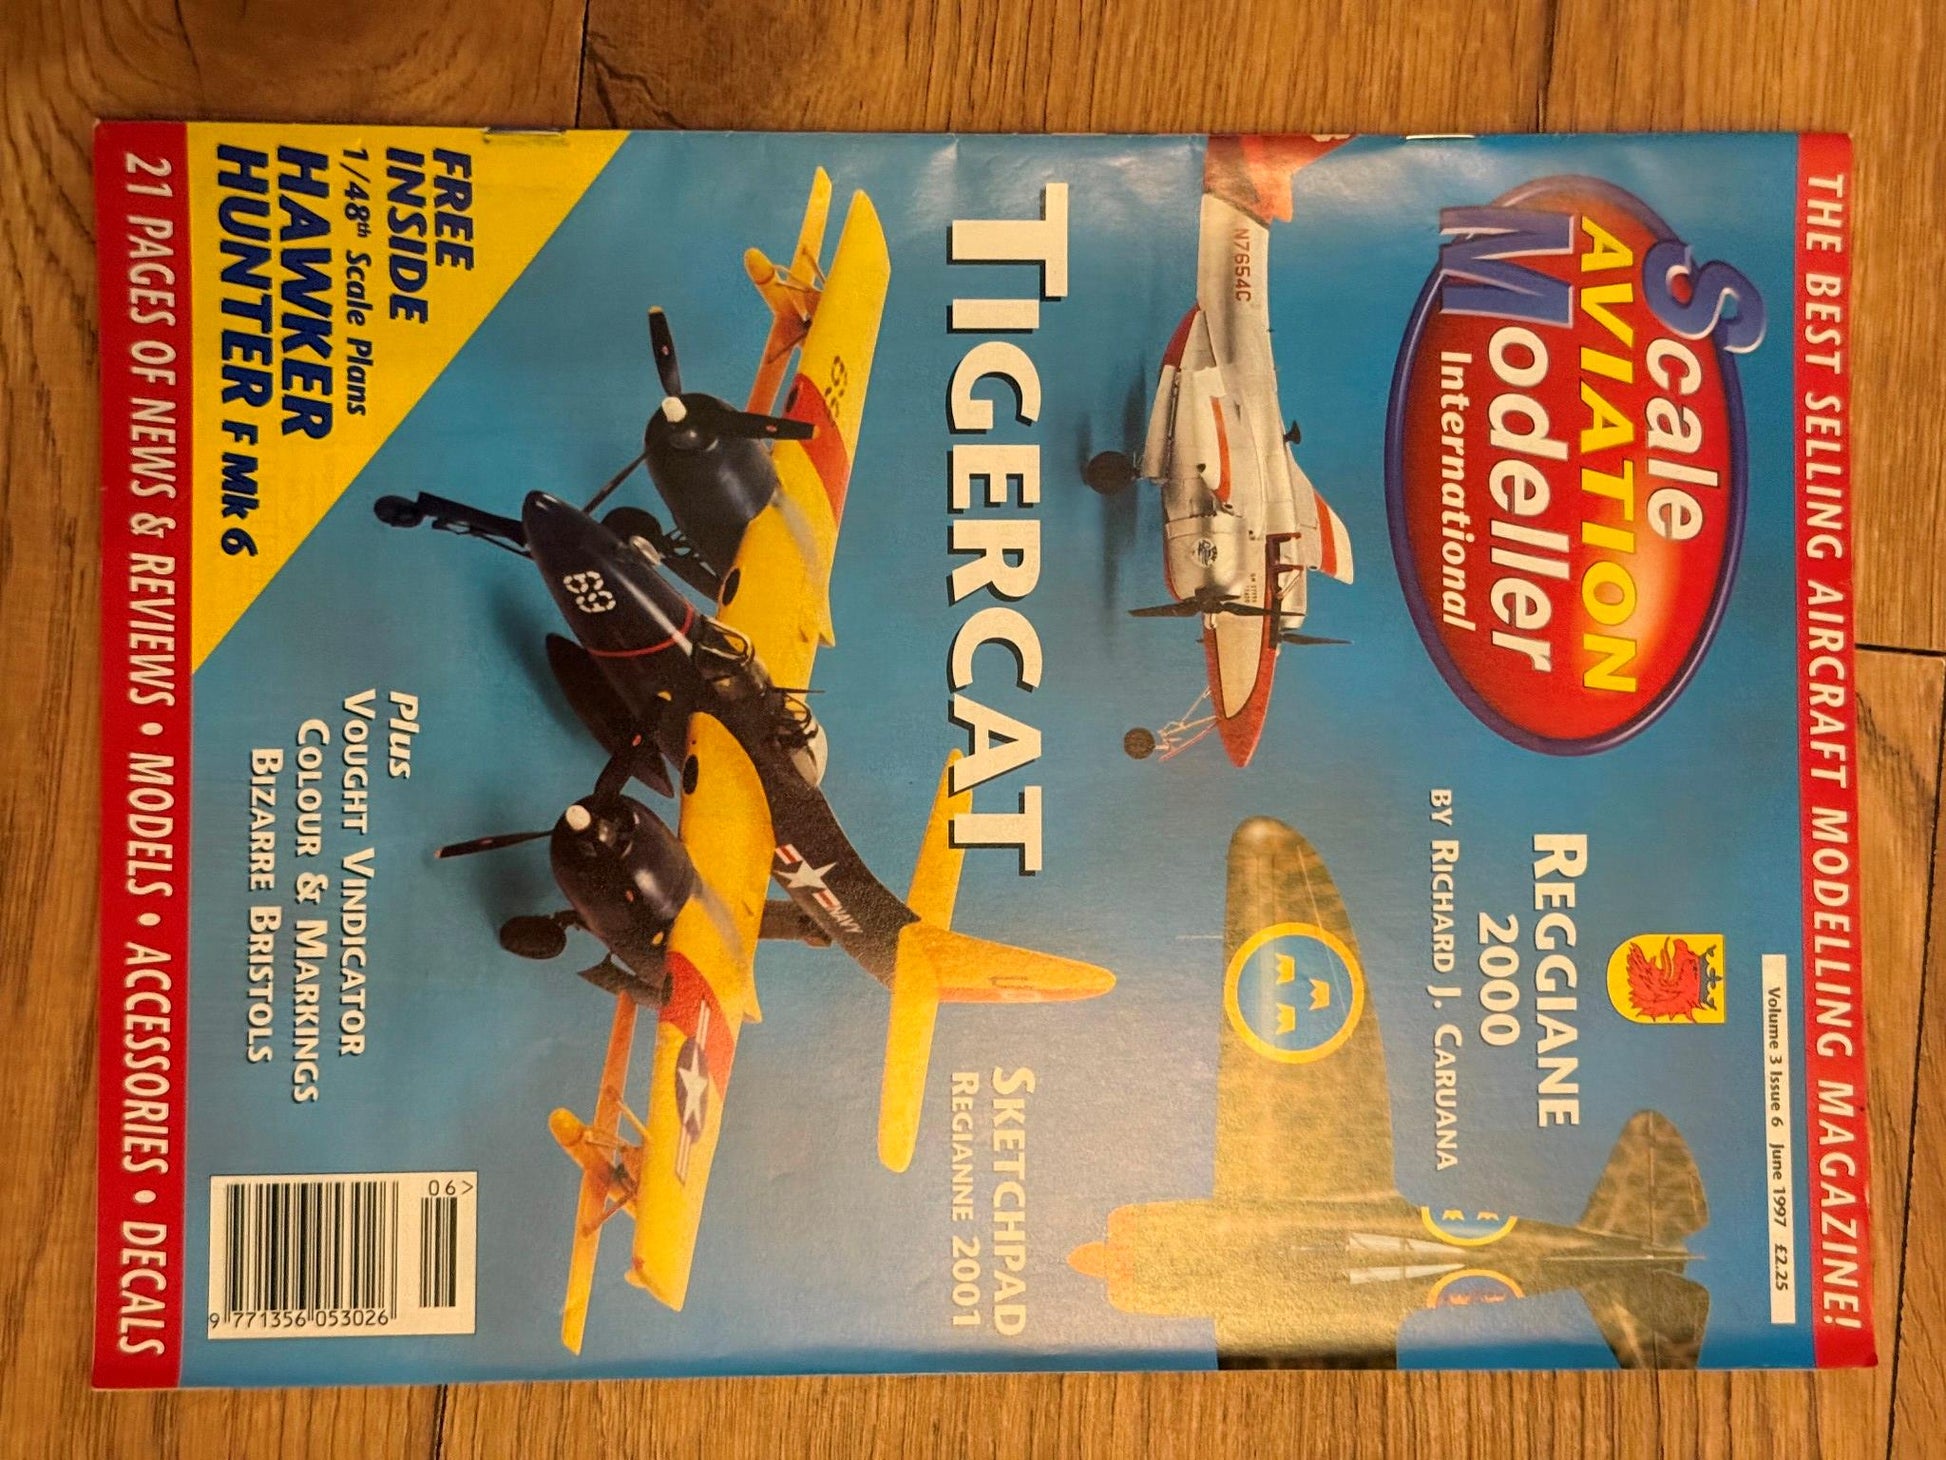 THE BEST SELLING AIRCRAFT MODELLING MAGAZINE!
Volume 3 Issue 6 June 1997 £2.25
Scale
AVIATION
Modeller
International
REGGIANE
2000
BY RICHARD J. CARUANA
N7654C
TIGERCAT
SKETCHPAD
REGIANNE 2001
69
NAVY
FREE
INSIDE
1/48th Scale Plans
HAWKER
HUNTER F Mk 6
Plus
VOUGHT VINDICATOR
COLOUR & MARKINGS
BIZARRE BRISTOLS
06>
9 771356 053026
21 PAGES OF NEWS & REVIEWS • MODELS • ACCESSORIES • DECALS